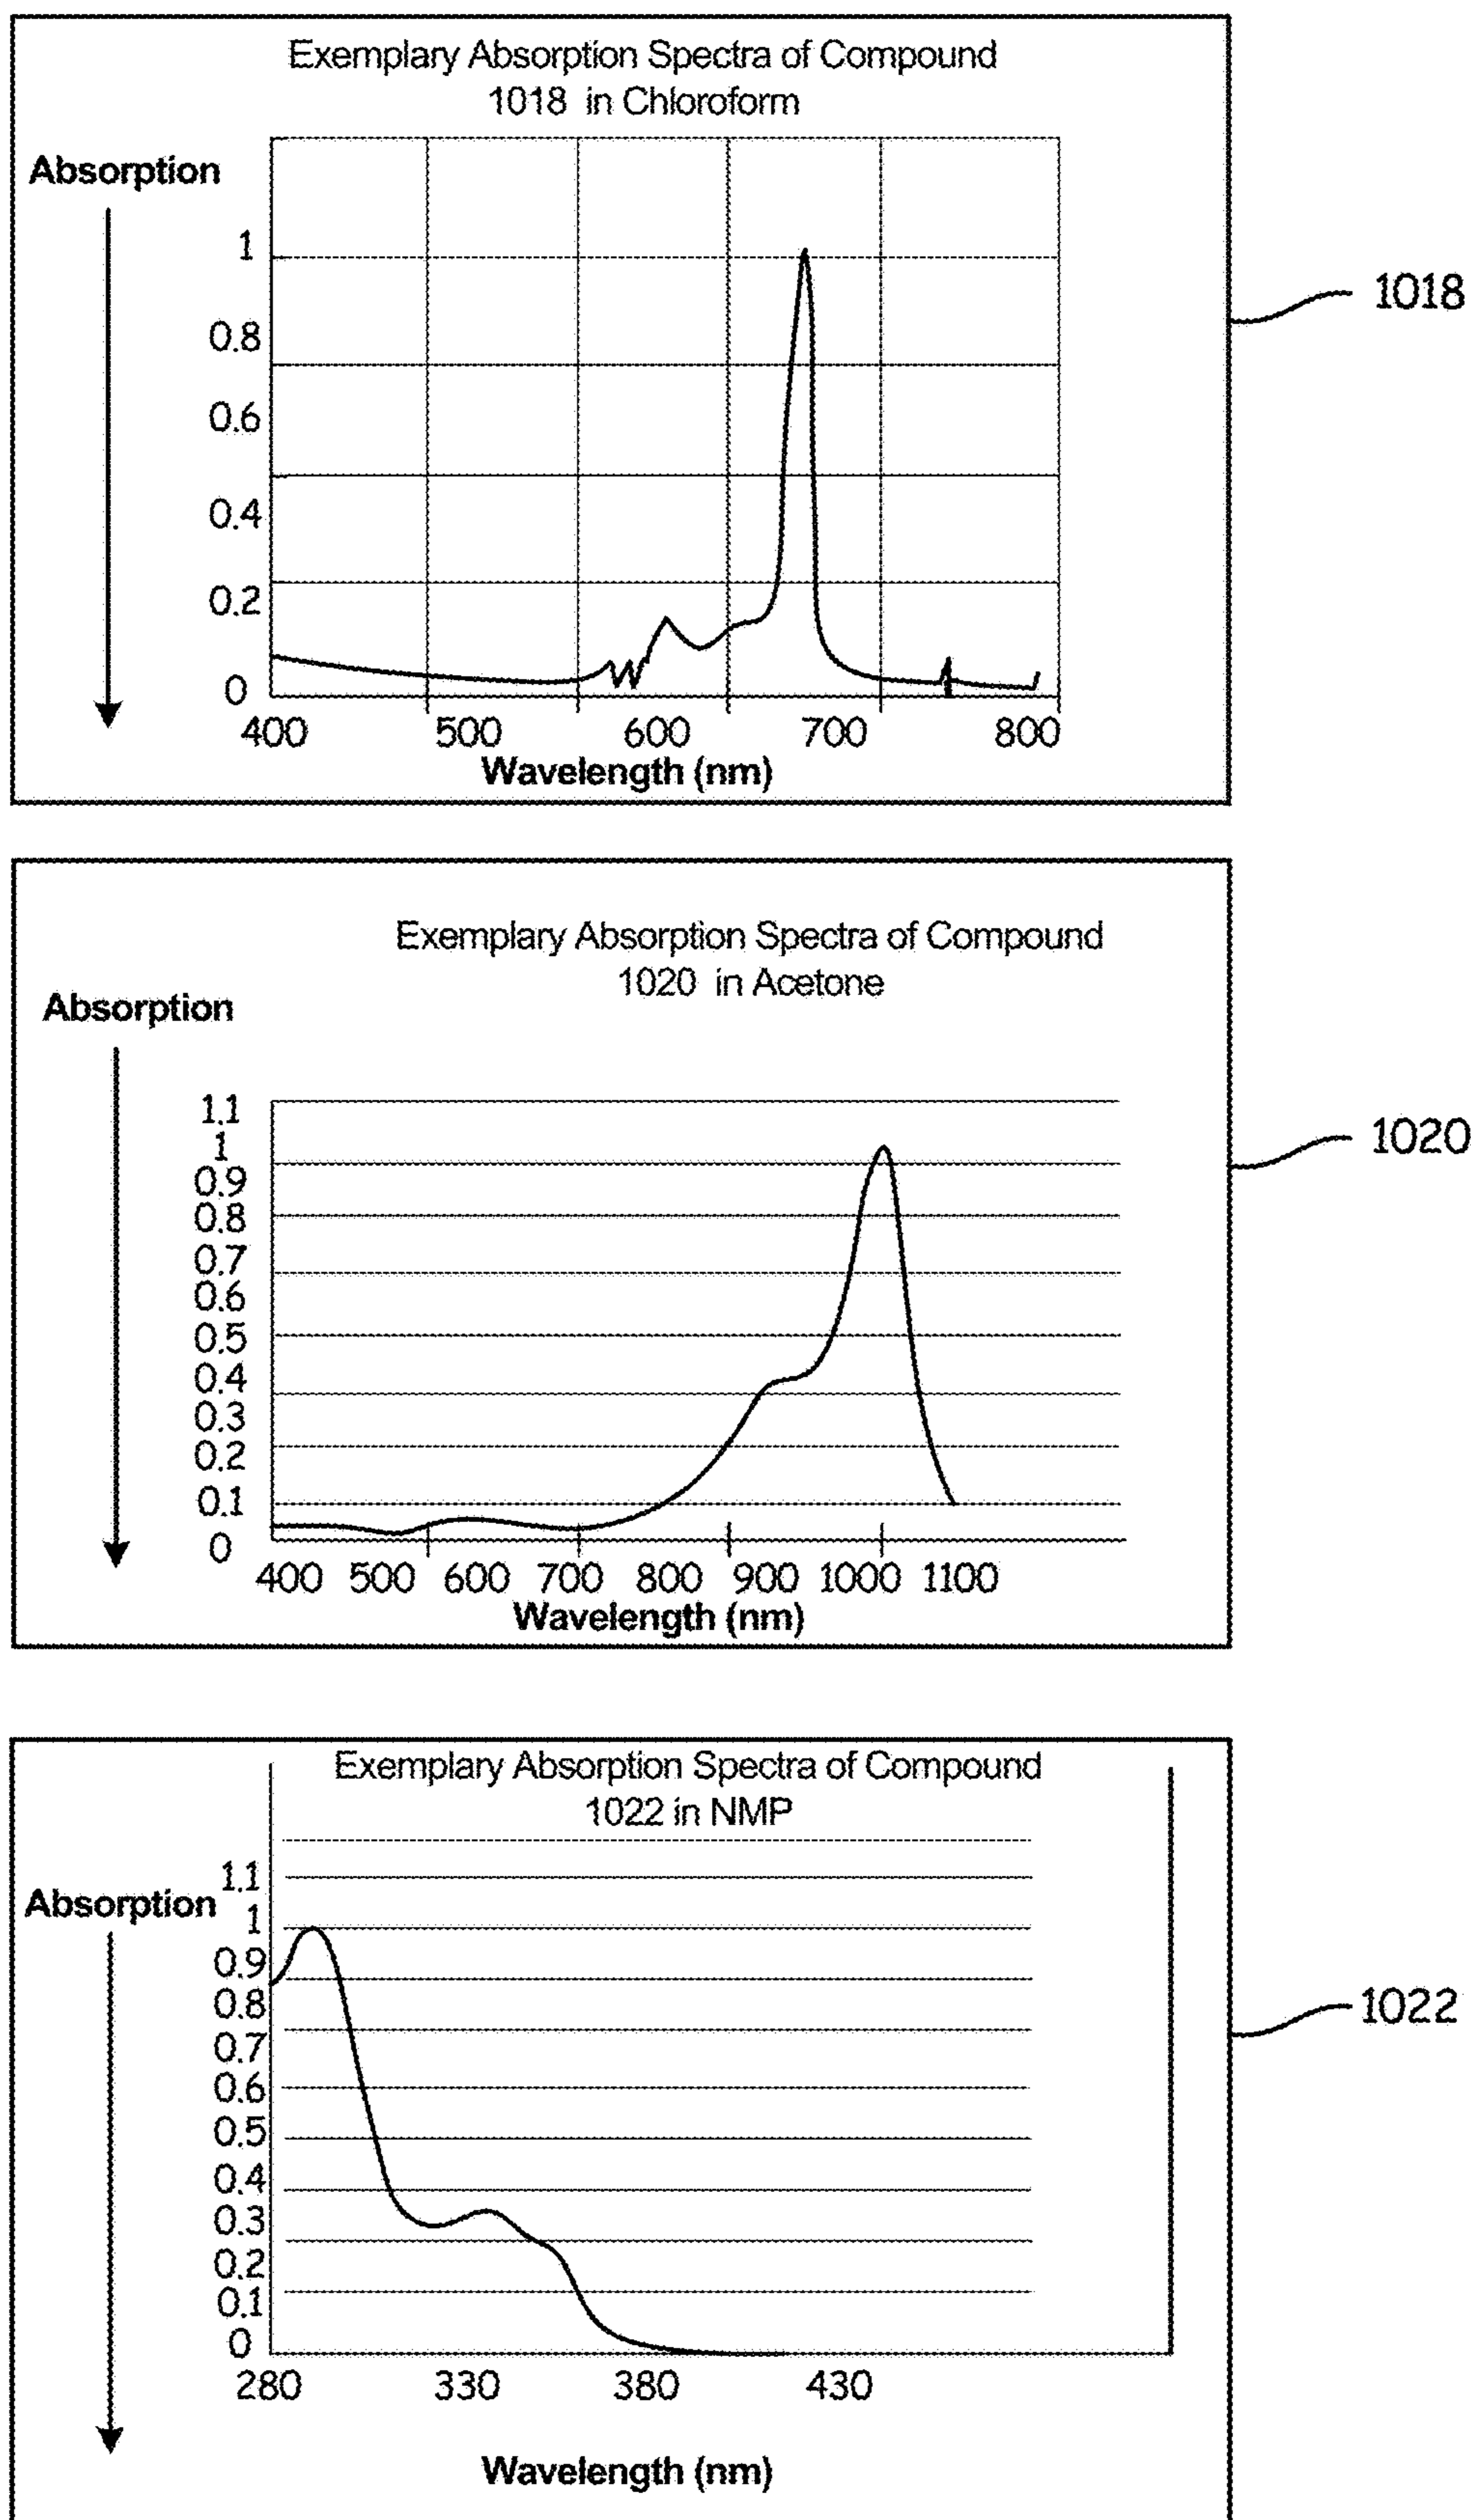 Exemplary Absorption Spectra of Compound
1018 in Chloroform
Absorption
1
0.8
0.6
0.4
0.2
0
400 500 600 700 800
Wavelength (nm)
1018
Exemplary Absorption Spectra of Compound
1020 in Acetone
Absorption
1.1
1
0.9
0.8
0.7
0.6
0.5
0.4
0.3
0.2
0.1
0
400 500 600 700 800 900 1000 1100
Wavelength (nm)
1020
Exemplary Absorption Spectra of Compound
1022 in NMP
Absorption
1.1
1
0.9
0.8
0.7
0.6
0.5
0.4
0.3
0.2
0.1
0
280 330 380 430
Wavelength (nm)
1022